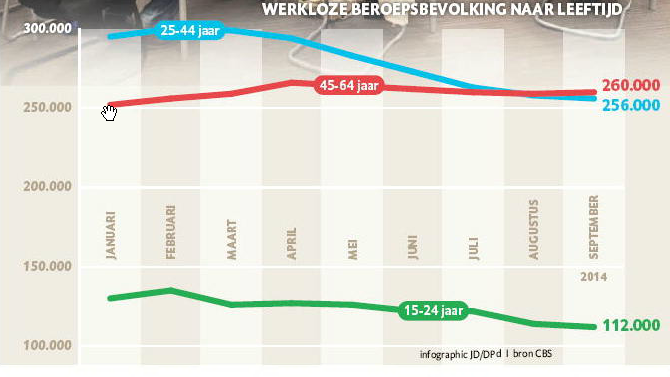 WERKLOZE BEROEPSBEVOLKING NAAR LEEFTIJD
300.000
25-44 jaar
45-64 jaar
260.000
256.000
250.000
200.000
JANUARI
FEBRUARI
MAART
APRIL
MEI
JUNI
JULI
AUGUSTUS
SEPTEMBER
2014
150.000
15-24 jaar
112.000
100.000
infographic JD/DPd I bron CBS